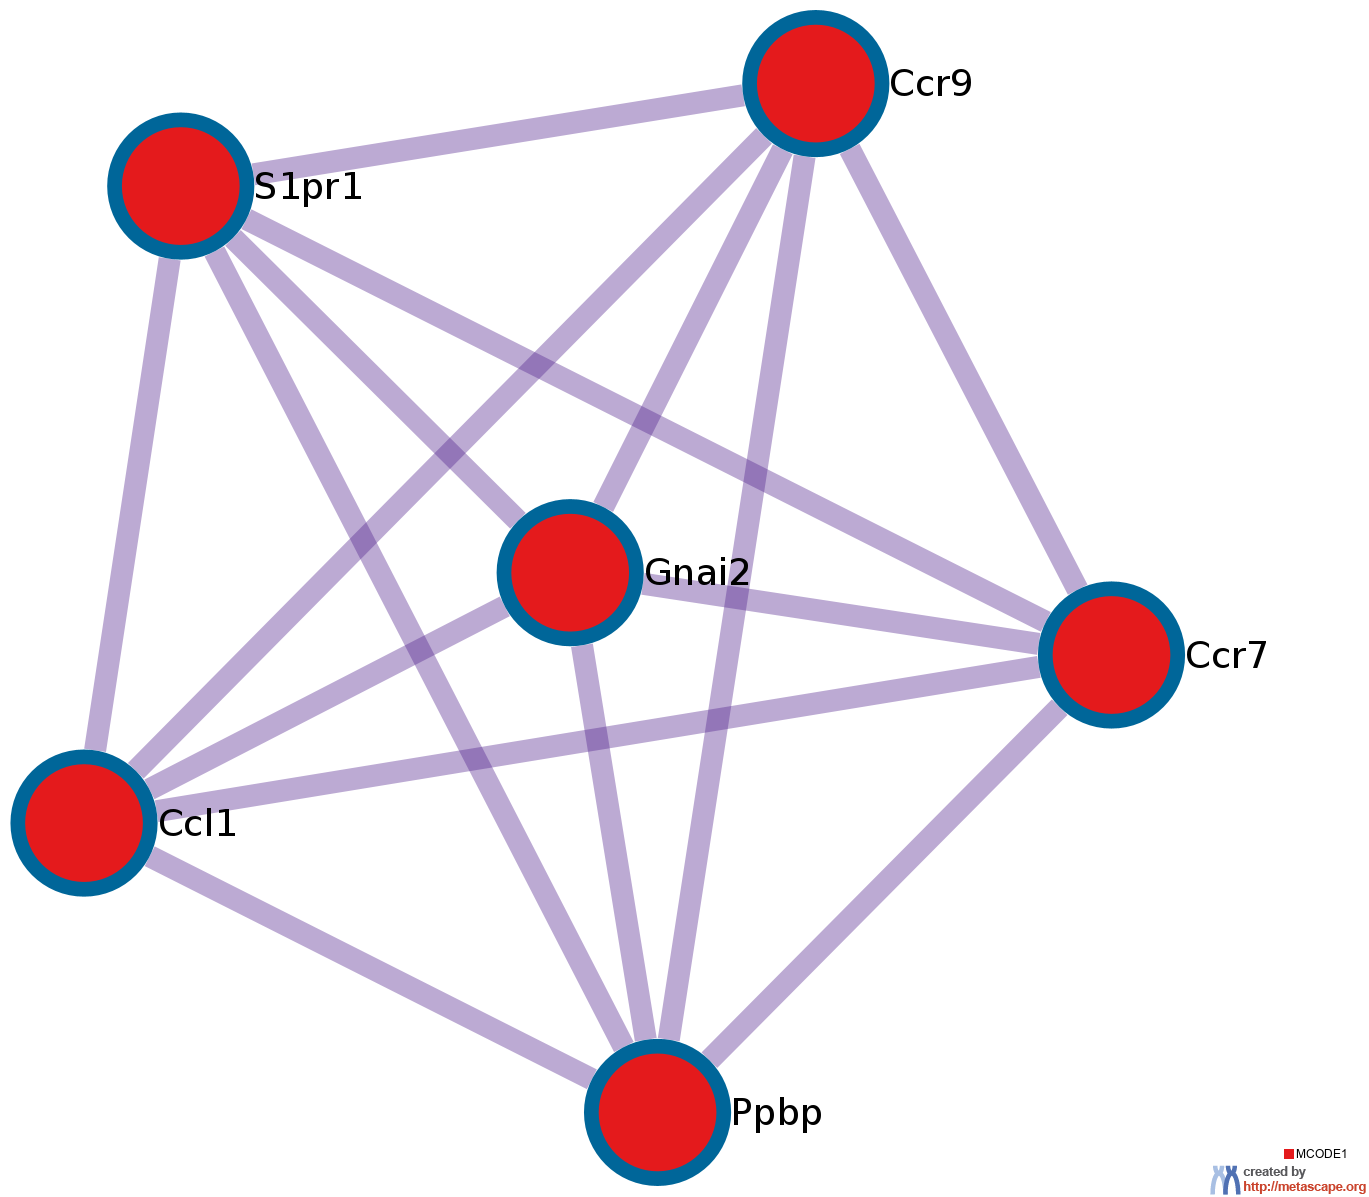 Ccr9
S1pr1
Gnai2
Ccr7
Ccl1
Ppbp
MCODE1
created by
http://metascape.org